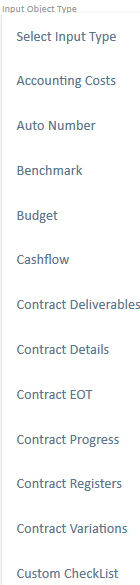 Input Object Type
Select Input Type
Accounting Costs
Auto Number
Benchmark
Budget
Cashflow
Contract Deliverables
Contract Details
Contract EOT
Contract Progress
Contract Registers
Contract Variations
Custom CheckList